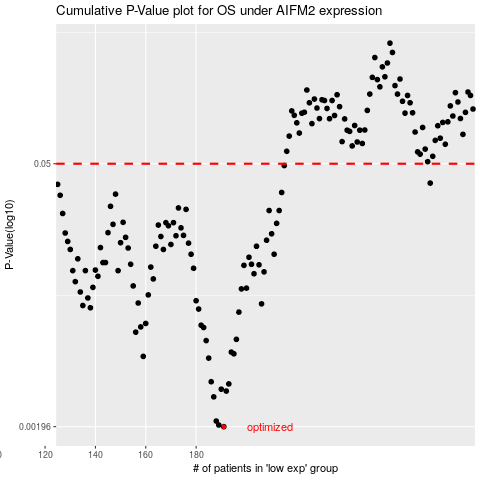 Cumulative P-Value plot for OS under AIFM2 expression
P-Value(log10)
0.05
0.00196
optimized
0 120 140 160 180
# of patients in 'low exp' group